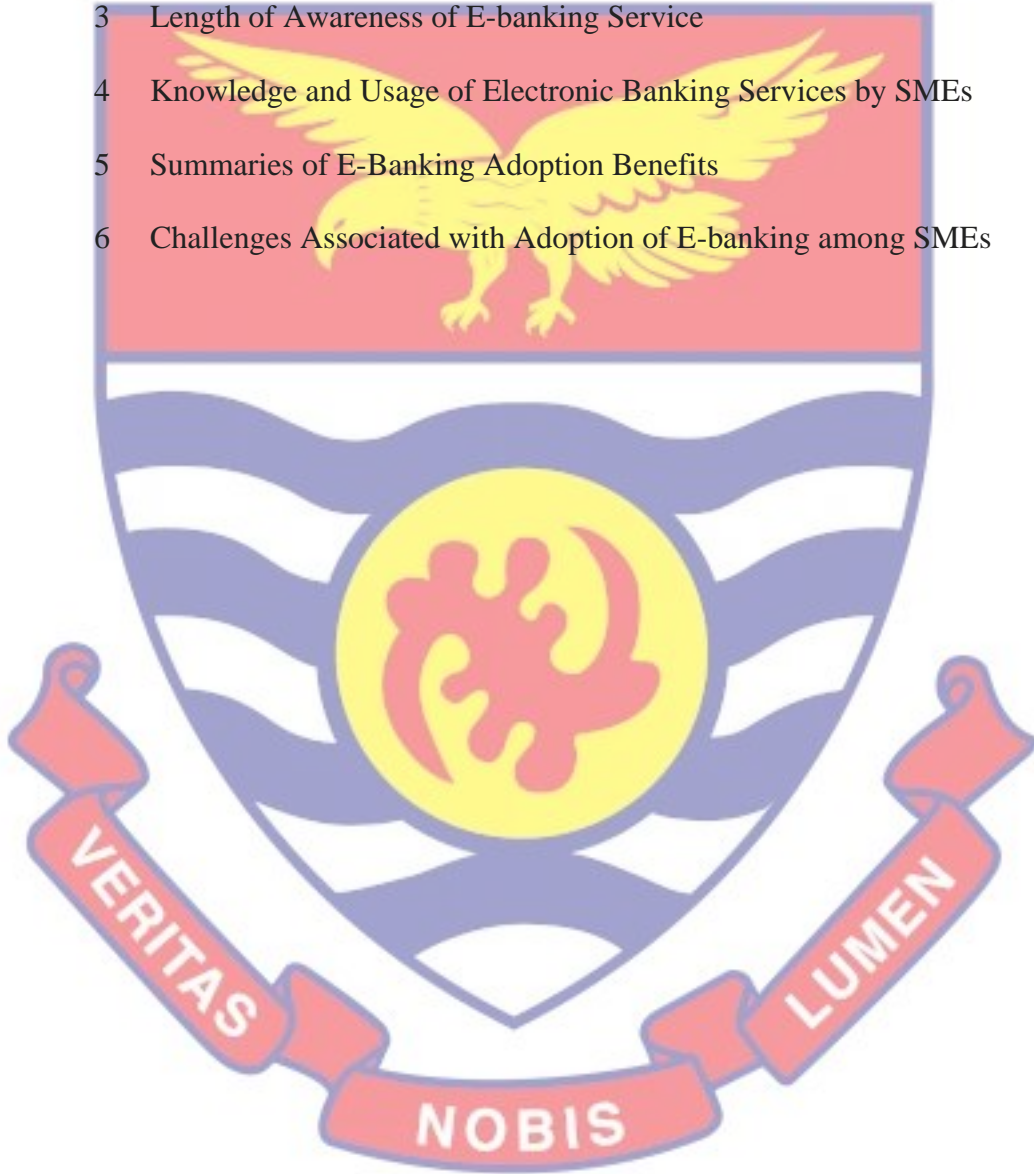 3 Length of Awareness of E-banking Service
4 Knowledge and Usage of Electronic Banking Services by SMEs
5 Summaries of E-Banking Adoption Benefits
6 Challenges Associated with Adoption of E-banking among SMEs
VERITAS
NOBIS
LUMEN